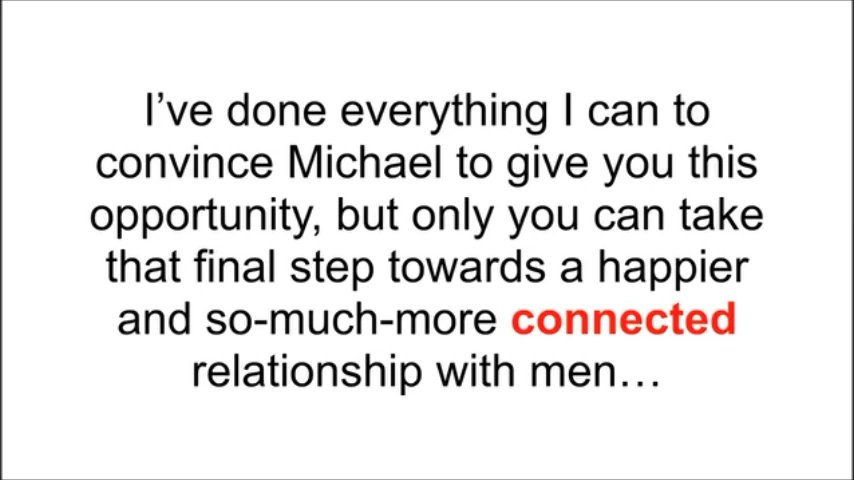 I’ve done everything I can to
convince Michael to give you this
opportunity, but only you can take
that final step towards a happier
and so-much-more connected
relationship with men…